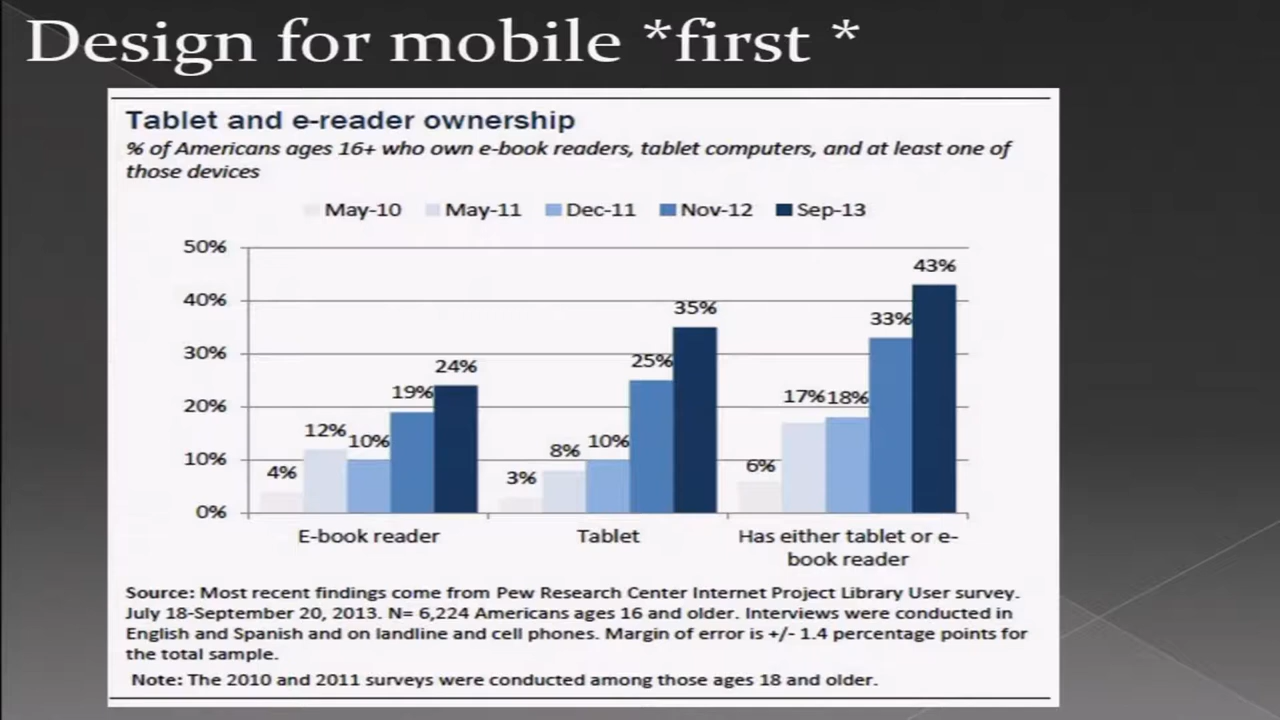 Design for mobile *first *
Tablet and e-reader ownership
% of Americans ages 16+ who own e-book readers, tablet computers, and at least one of
those devices
May-10 May-11 Dec-11 Nov-12 Sep-13
50%
40%
30%
20%
10%
0%
4% 12% 10% 19% 24%
3% 8% 10% 25% 35%
6% 17% 18% 33% 43%
E-book reader
Tablet
Has either tablet or e-
book reader
Source: Most recent findings come from Pew Research Center Internet Project Library User survey.
July 18-September 20, 2013. N= 6,224 Americans ages 16 and older. Interviews were conducted in
English and Spanish and on landline and cell phones. Margin of error is +/- 1.4 percentage points for
the total sample.
Note: The 2010 and 2011 surveys were conducted among those ages 18 and older.